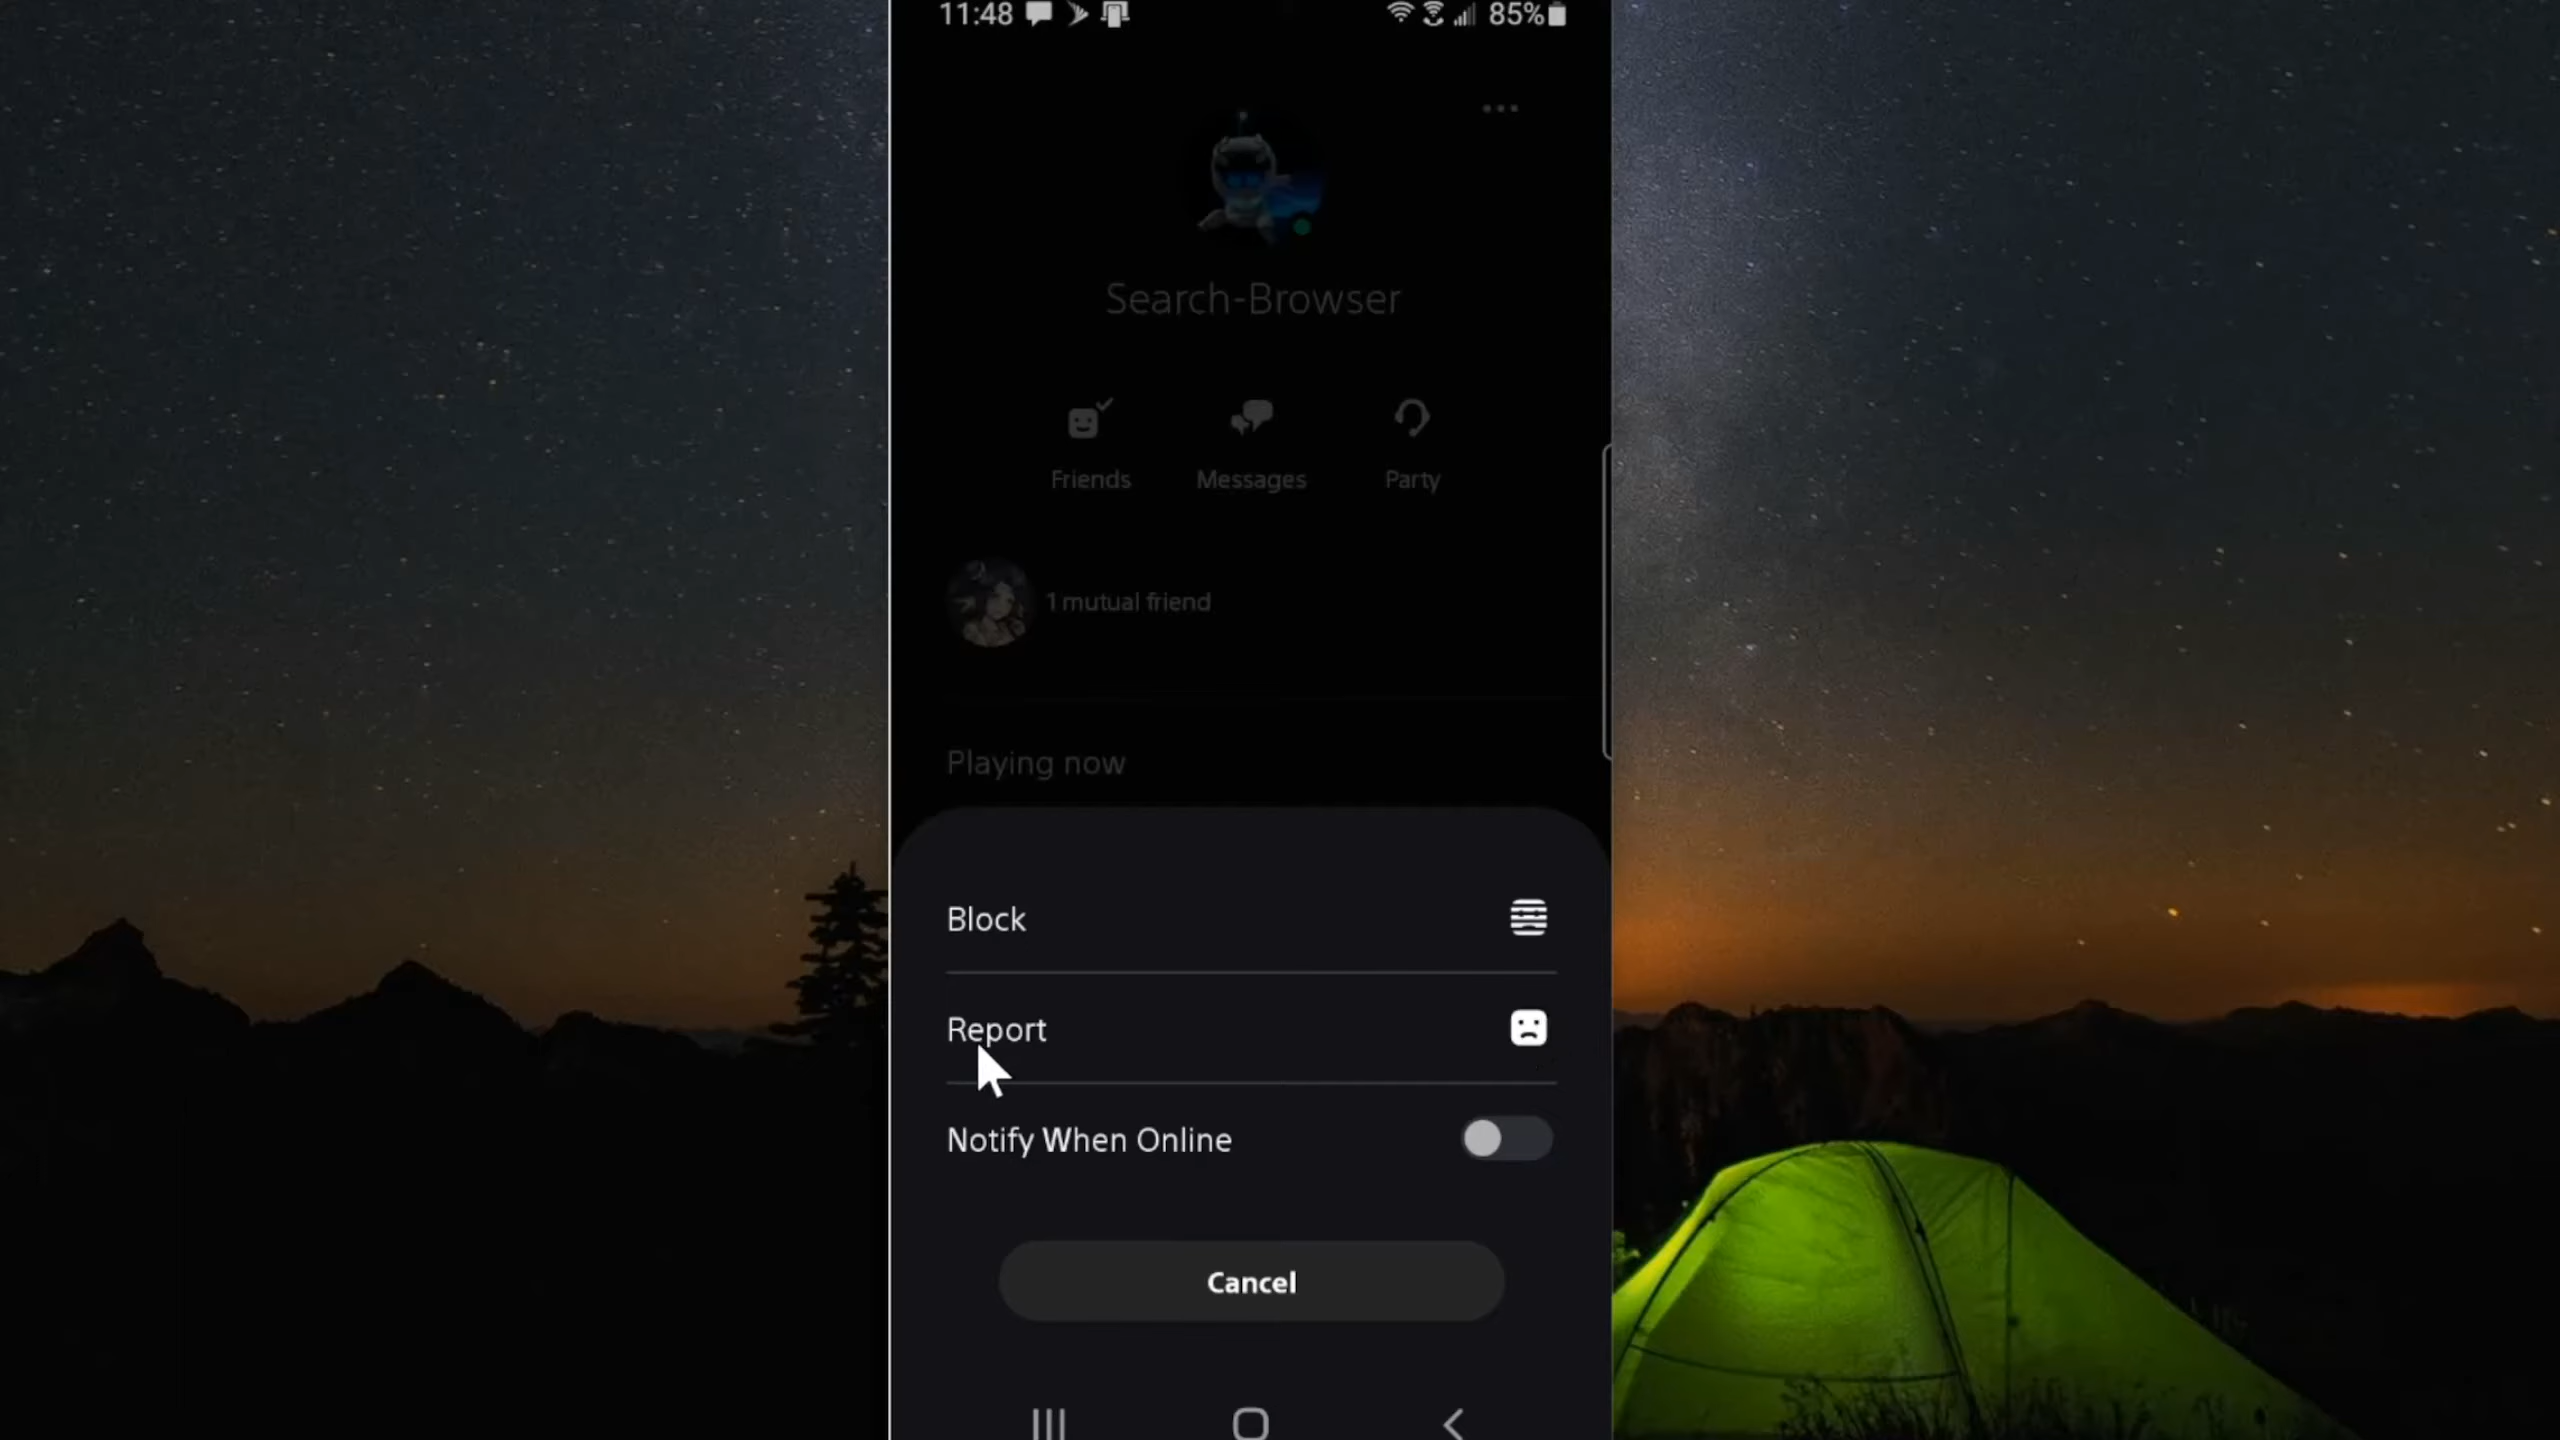 11:48
85%
Search-Browser
Friends
Messages
Party
1 mutual friend
Playing now
Block
Report
Notify When Online
Cancel